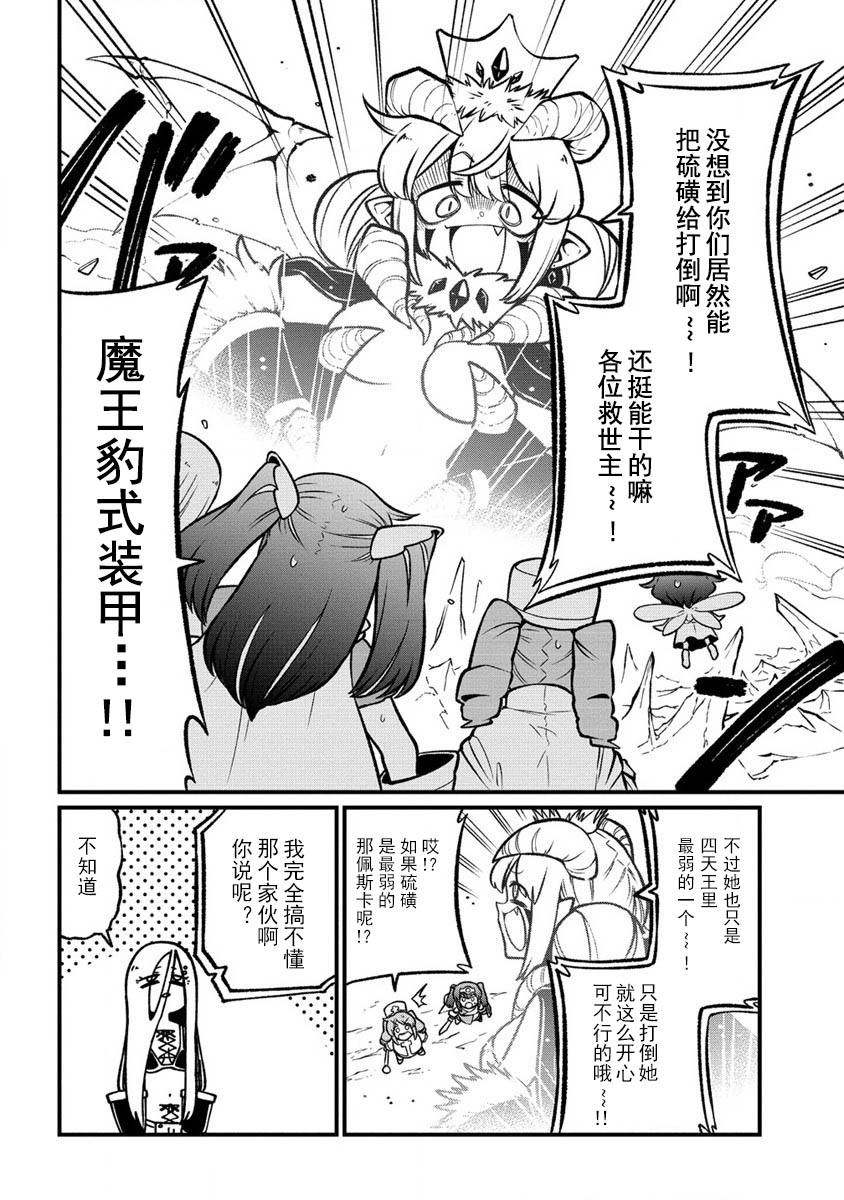 没想到你们居然能
把硫磺给打倒啊~~！
还挺能干的嘛
各位救世主~~！
魔王豹式装甲…!!
不过她也只是
四天王里
最弱的一个~~！
只是打倒她
就这么开心
可不行的哦~~!!
哎!?
如果硫磺
是最弱的
那佩斯卡呢!?
我完全搞不懂
那个家伙啊
你说呢？
不知道